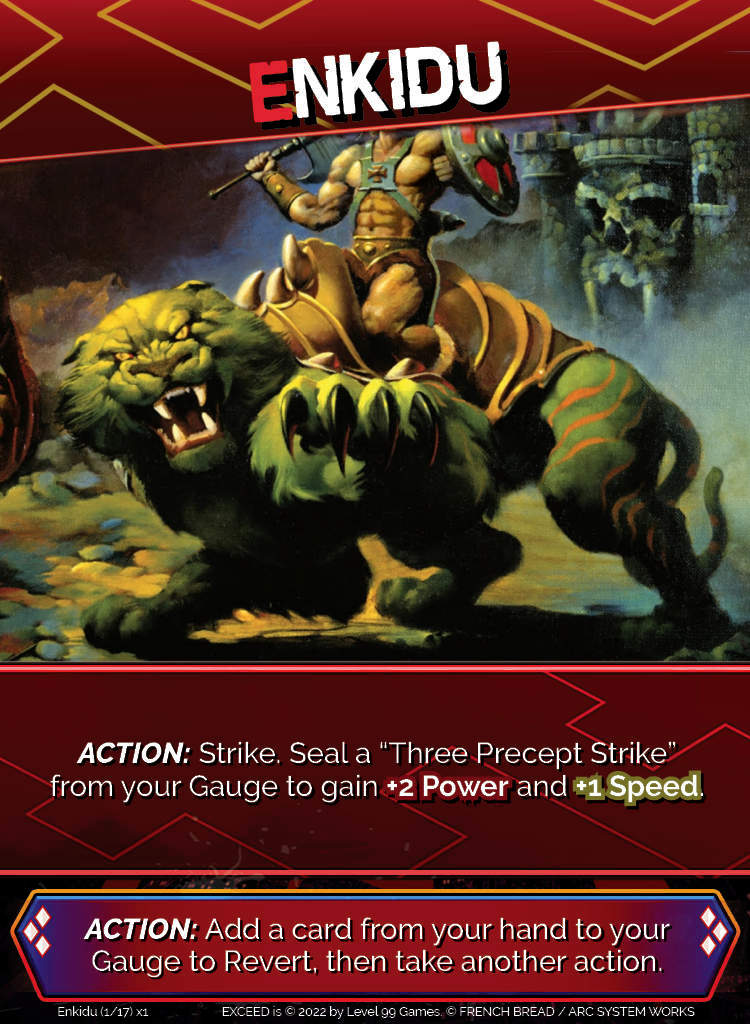 ENKIDU
ACTION: Strike. Seal a “Three Precept Strike”
from your Gauge to gain +2 Power and +1 Speed.
ACTION: Add a card from your hand to your
Gauge to Revert, then take another action.
Enkidu (1/17) x1 EXCEED is © 2022 by Level 99 Games. © FRENCH BREAD / ARC SYSTEM WORKS